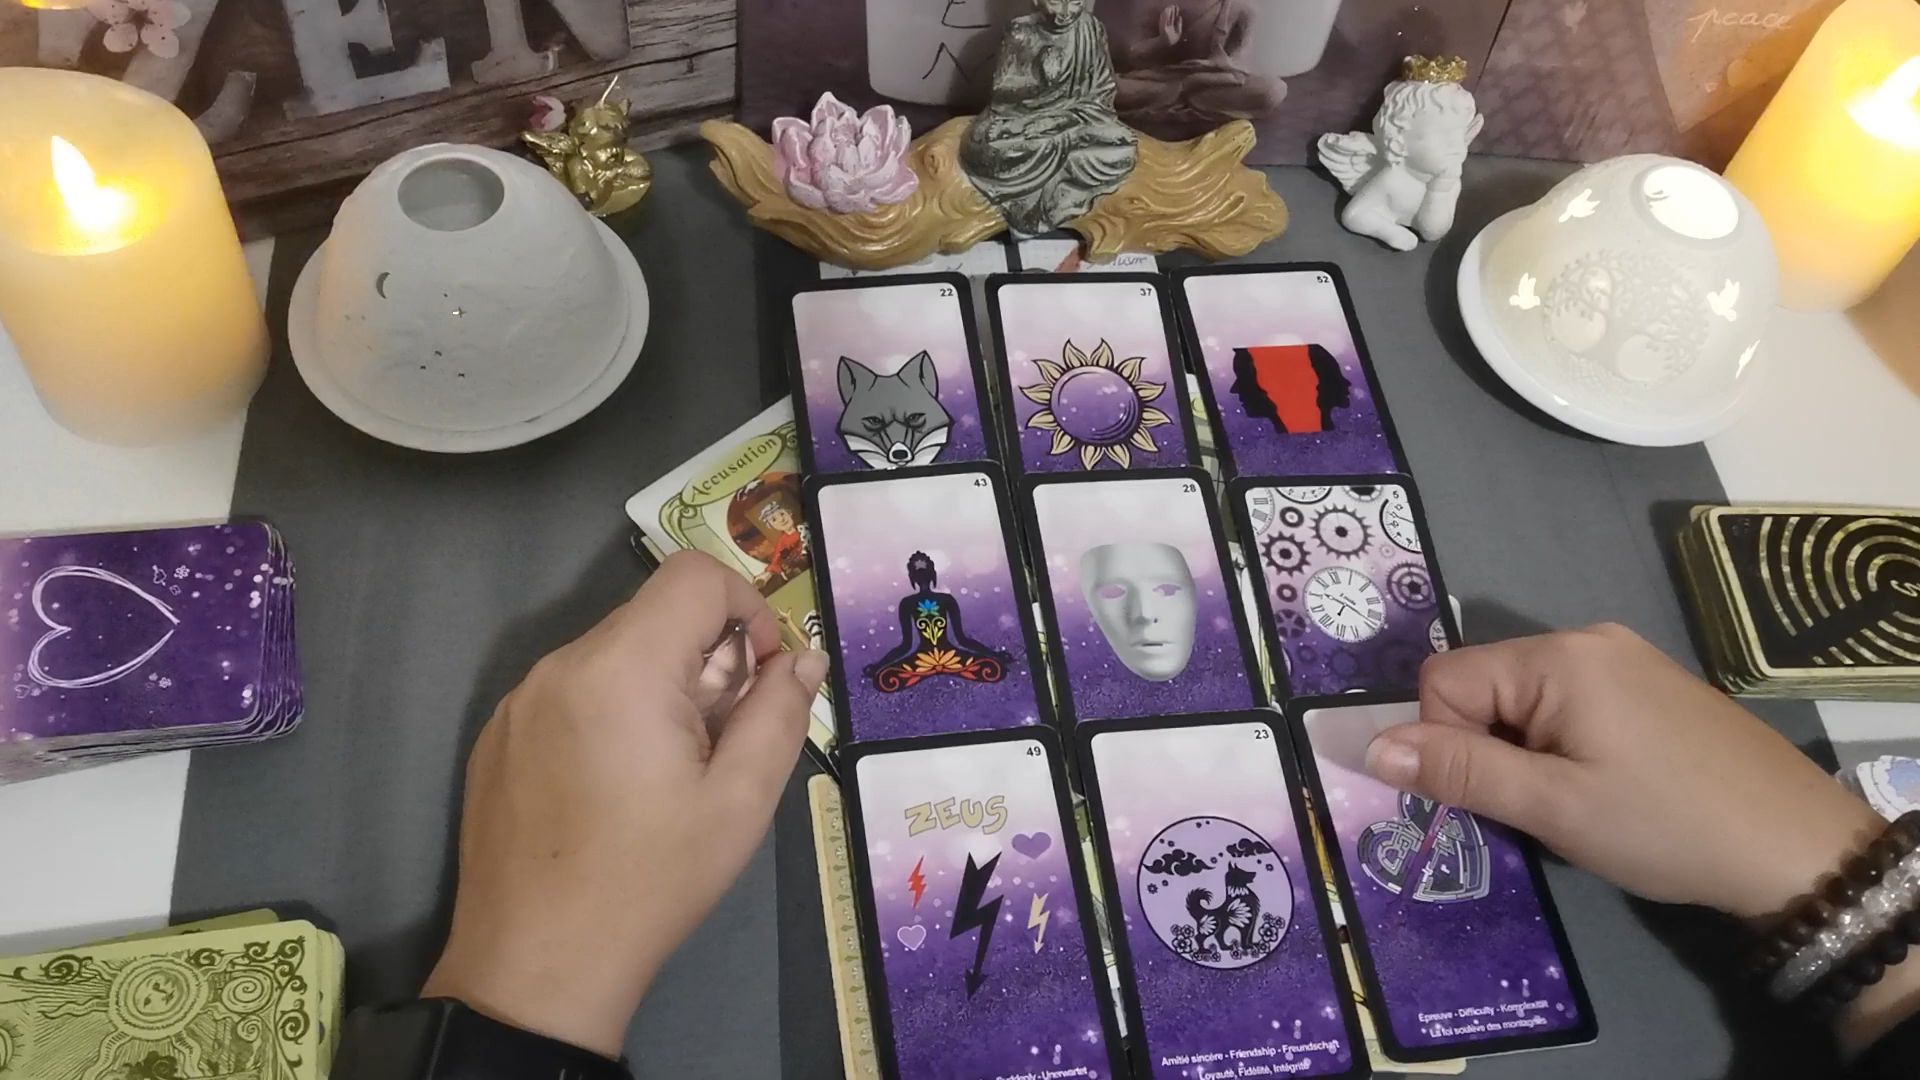 ZEN
E
N
peace
22
37
52
Accusation
43
28
5
49
ZEUS
23
Epreuve - Difficulty - Komplexität
La foi soulève des montagnes
Amitié sincère - Friendship - Freundschaft
Loyauté, Fidélité, Intégrité
Suddenly - Unerwartet